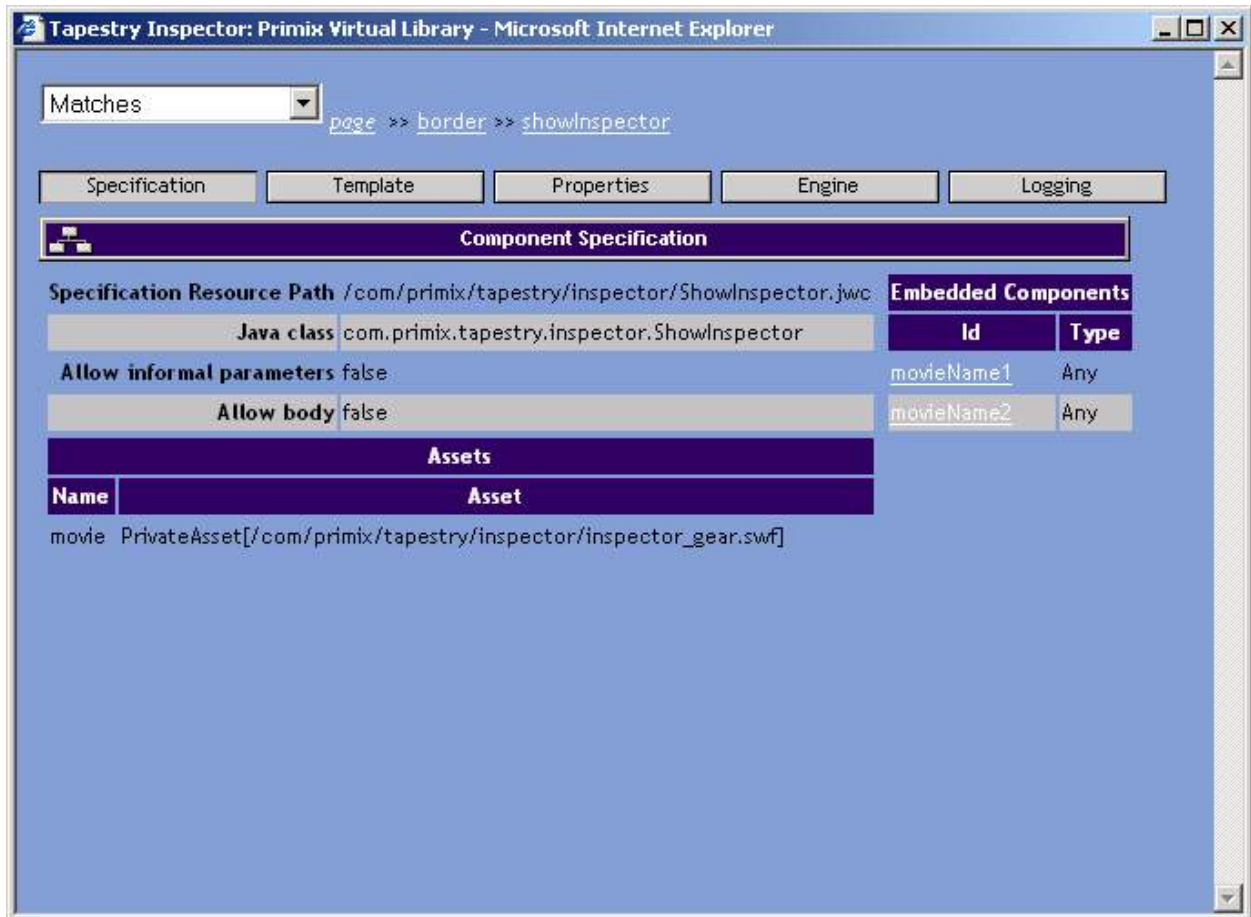 Tapestry Inspector: Primix Virtual Library - Microsoft Internet Explorer
Matches
page >> border >> showInspector
Specification Template Properties Engine Logging
Component Specification
Specification Resource Path /com/primix/tapestry/inspector/ShowInspector.jwc
Java class com.primix.tapestry.inspector.ShowInspector
Allow informal parameters false
Allow body false
Embedded Components
Id Type
movieName1 Any
movieName2 Any
Assets
Name Asset
movie PrivateAsset[/com/primix/tapestry/inspector/inspector_gear.swf]